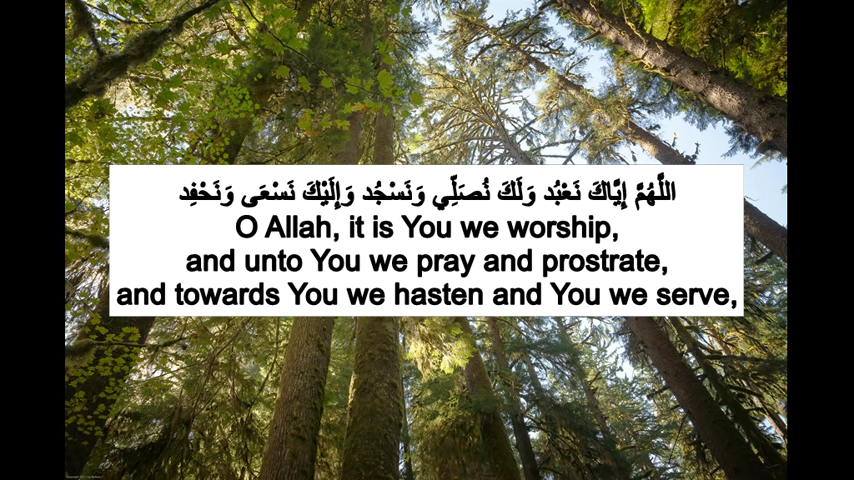 اللَّهُمَّ إِيَّاكَ نَعْبُد وَلَكَ نُصَلِّي وَنَسْجُد وَإِلَيْكَ نَسْعَى وَنَحْفِد
O Allah, it is You we worship,
and unto You we pray and prostrate,
and towards You we hasten and You we serve,